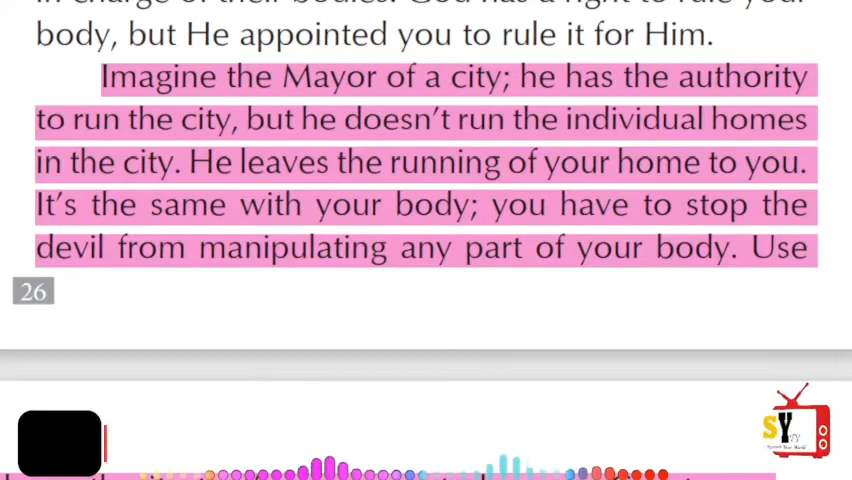 body, but He appointed you to rule it for Him.
Imagine the Mayor of a city; he has the authority
to run the city, but he doesn't run the individual homes
in the city. He leaves the running of your home to you.
It's the same with your body; you have to stop the
devil from manipulating any part of your body. Use
26
SY